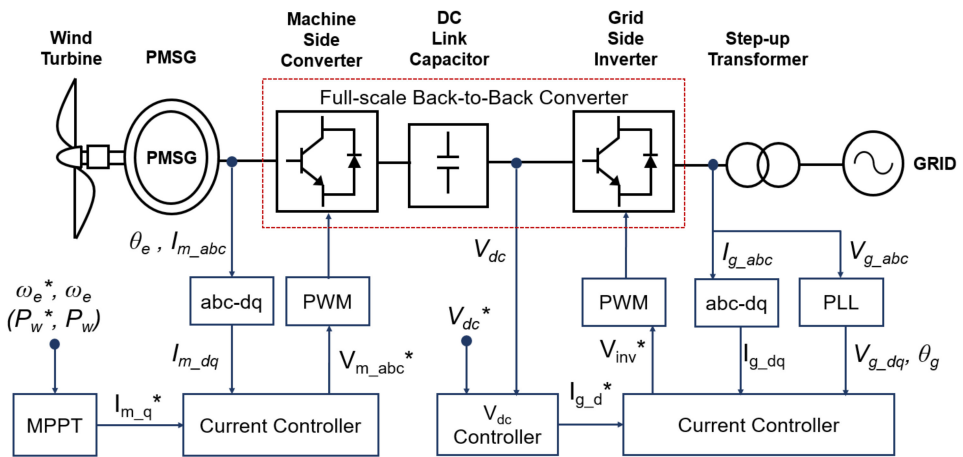 Wind
Turbine
PMSG
Machine
Side
Converter
DC
Link
Capacitor
Grid
Side
Inverter
Step-up
Transformer
Full-scale Back-to-Back Converter
PMSG
GRID
θe , Im_abc
Vdc
Ig_abc
Vg_abc
ωe*, ωe
(Pw*, Pw)
abc-dq
PWM
Vdc*
PWM
abc-dq
PLL
Im_dq
Vm_abc*
Vinv*
Ig_dq
Vg_dq, θg
MPPT
Im_q*
Current Controller
Vdc
Controller
Ig_d*
Current Controller